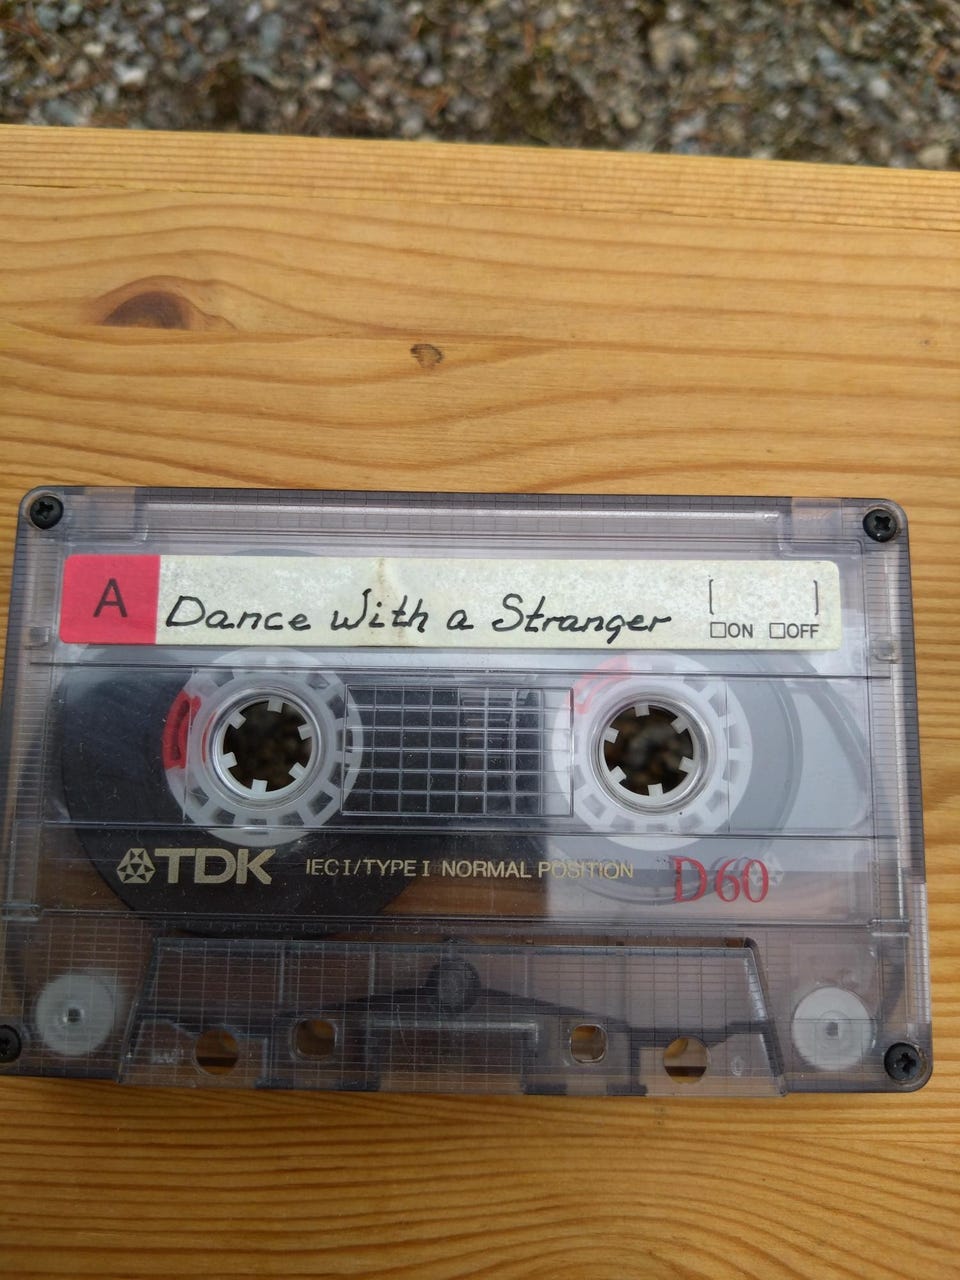 A Dance With a Stranger [ ]
☐ON ☐OFF
TDK IEC I/TYPE I NORMAL POSITION D60